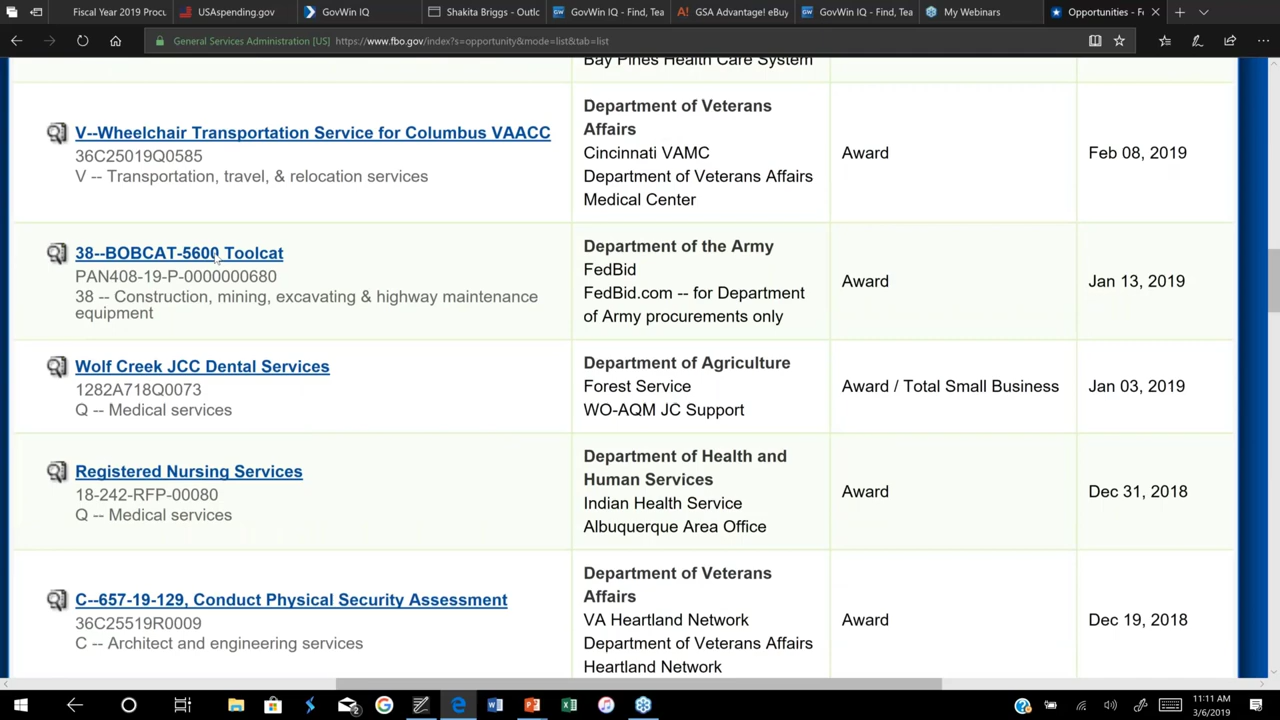 Fiscal Year 2019 Procu
USAspending.gov
GovWin IQ
Shakita Briggs - Outlo
GovWin IQ - Find, Tea
GSA Advantage! eBuy
GovWin IQ - Find, Tea
My Webinars
Opportunities - Fe
General Services Administration [US]
https://www.fbo.gov/index?s=opportunity&mode=list&tab=list
Bay Pines Health Care System
V--Wheelchair Transportation Service for Columbus VAACC
36C25019Q0585
V -- Transportation, travel, & relocation services
Department of Veterans
Affairs
Cincinnati VAMC
Department of Veterans Affairs
Medical Center
Award
Feb 08, 2019
38--BOBCAT-5600 Toolcat
PAN408-19-P-0000000680
38 -- Construction, mining, excavating & highway maintenance
equipment
Department of the Army
FedBid
FedBid.com -- for Department
of Army procurements only
Award
Jan 13, 2019
Wolf Creek JCC Dental Services
1282A718Q0073
Q -- Medical services
Department of Agriculture
Forest Service
WO-AQM JC Support
Award / Total Small Business
Jan 03, 2019
Registered Nursing Services
18-242-RFP-00080
Q -- Medical services
Department of Health and
Human Services
Indian Health Service
Albuquerque Area Office
Award
Dec 31, 2018
C--657-19-129, Conduct Physical Security Assessment
36C25519R0009
C -- Architect and engineering services
Department of Veterans
Affairs
VA Heartland Network
Department of Veterans Affairs
Heartland Network
Award
Dec 19, 2018
11:11 AM
3/6/2019